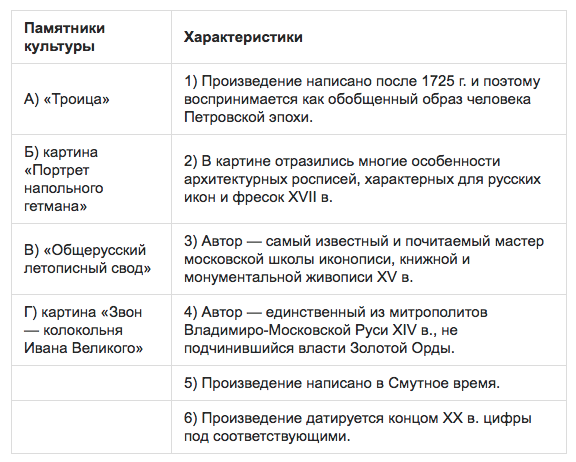 Памятники
культуры
Характеристики
А) «Троица»
1) Произведение написано после 1725 г. и поэтому
воспринимается как обобщенный образ человека
Петровской эпохи.
Б) картина
«Портрет
напольного
гетмана»
2) В картине отразились многие особенности
архитектурных росписей, характерных для русских
икон и фресок XVII в.
В) «Общерусский
летописный свод»
3) Автор — самый известный и почитаемый мастер
московской школы иконописи, книжной и
монументальной живописи XV в.
Г) картина «Звон
— колокольня
Ивана Великого»
4) Автор — единственный из митрополитов
Владимиро-Московской Руси XIV в., не
подчинившийся власти Золотой Орды.
5) Произведение написано в Смутное время.
6) Произведение датируется концом XX в. цифры
под соответствующими.